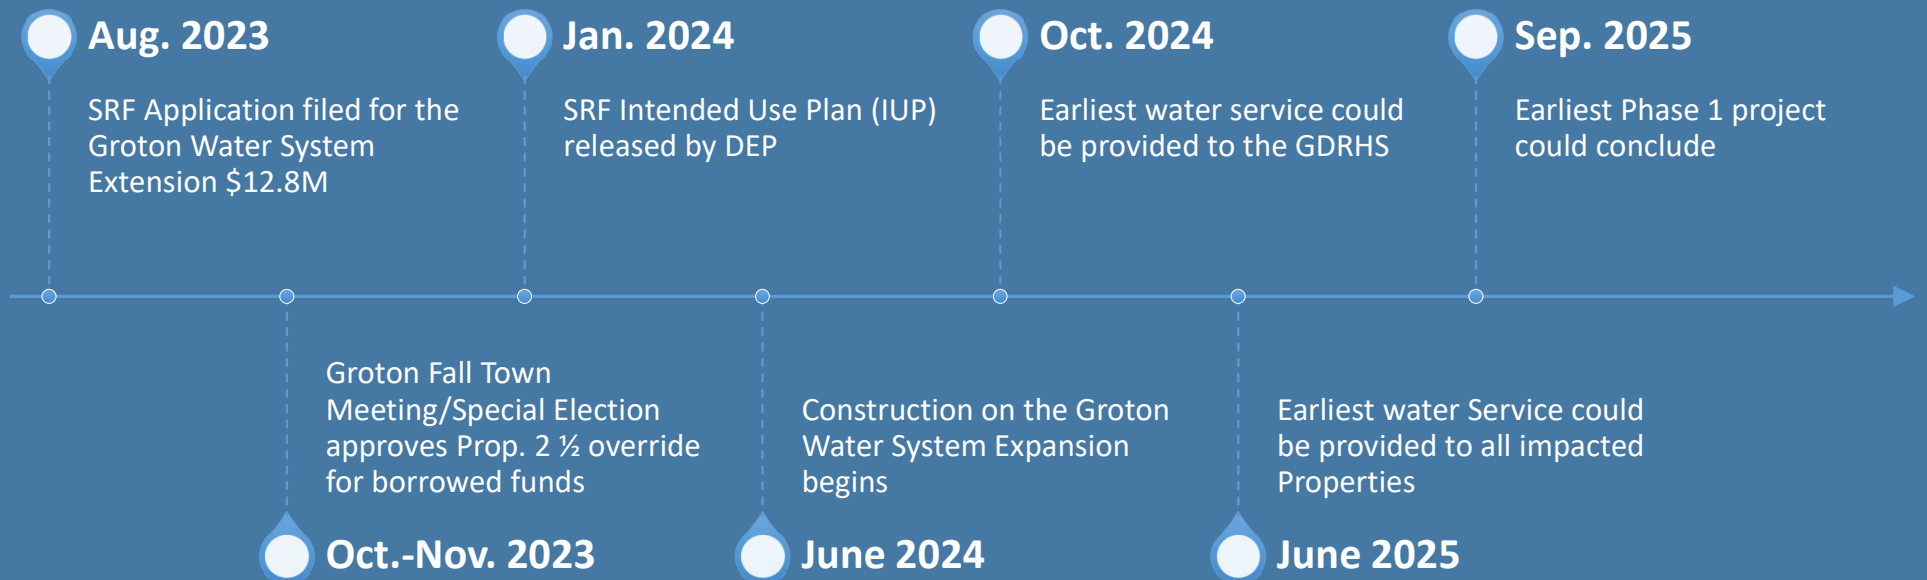 Aug. 2023
SRF Application filed for the
Groton Water System
Extension $12.8M
Groton Fall Town
Meeting/Special Election
approves Prop. 2 ½ override
for borrowed funds
Oct.-Nov. 2023
Jan. 2024
SRF Intended Use Plan (IUP)
released by DEP
Construction on the Groton
Water System Expansion
begins
June 2024
Oct. 2024
Earliest water service could
be provided to the GDRHS
Earliest water Service could
be provided to all impacted
Properties
June 2025
Sep. 2025
Earliest Phase 1 project
could conclude